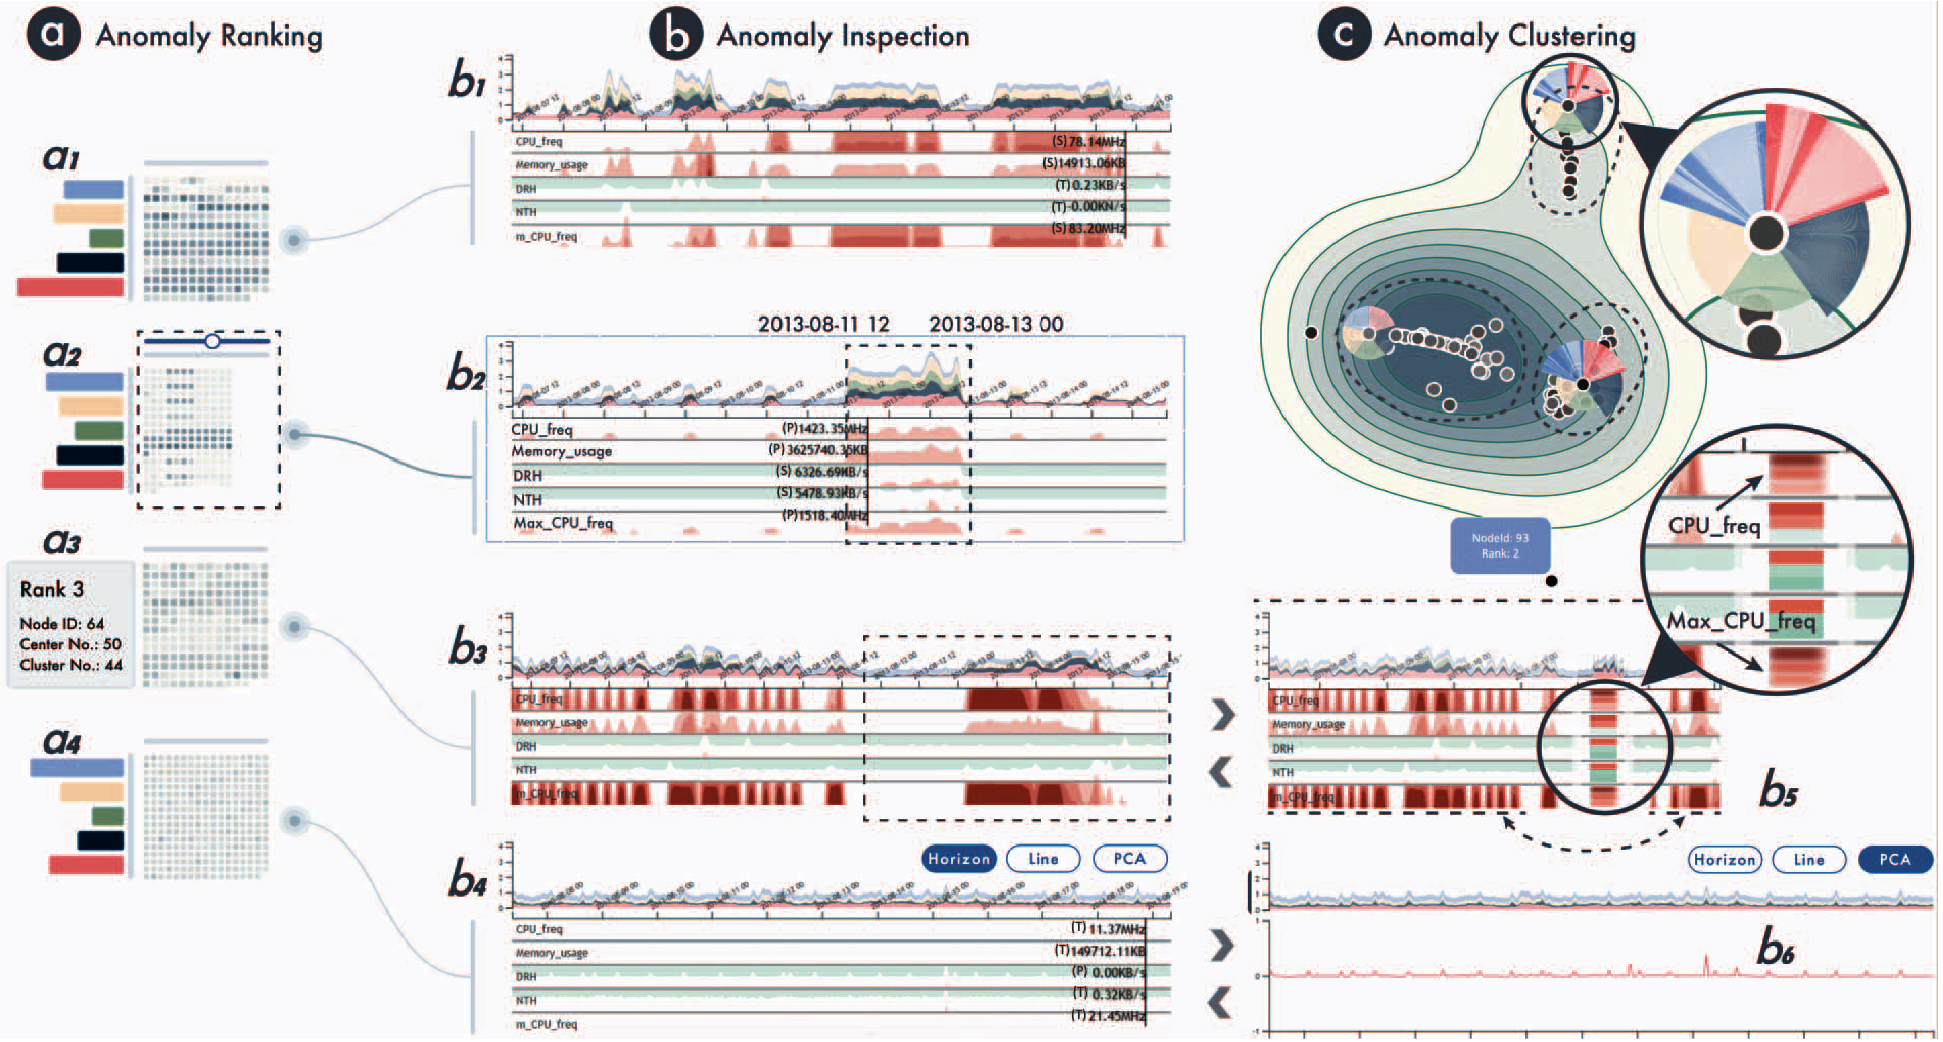 a Anomaly Ranking
b Anomaly Inspection
c Anomaly Clustering
a1
a2
a3
Rank 3
Node ID: 64
Center No.: 50
Cluster No.: 44
a4
b1
CPU_freq (S) 78.14MHz
Memory_usage (S)14913.06KB
DRH (T) 0.23KB/s
NTH (T)-0.00KN/s
m_CPU_freq (S) 83.20MHz
2013-08-11 12 2013-08-13 00
b2
CPU_freq (P)1423.35MHz
Memory_usage (P) 3625740.35KB
DRH (S) 6326.69KB/s
NTH (S) 5478.93KB/s
Max_CPU_freq (P)1518.40MHz
b3
CPU_freq
Memory_usage
DRH
NTH
m_CPU_freq
b4
Horizon Line PCA
CPU_freq (T) 11.37MHz
Memory_usage (T)149712.11KB
DRH (P) 0.00KB/s
NTH (T) 0.32KB/s
m_CPU_freq (T) 21.45MHz
NodeId: 93
Rank: 2
CPU_freq
Max_CPU_freq
CPU_freq
Memory_usage
DRH
NTH
m_CPU_freq
b5
Horizon Line PCA
b6
1
0
-1